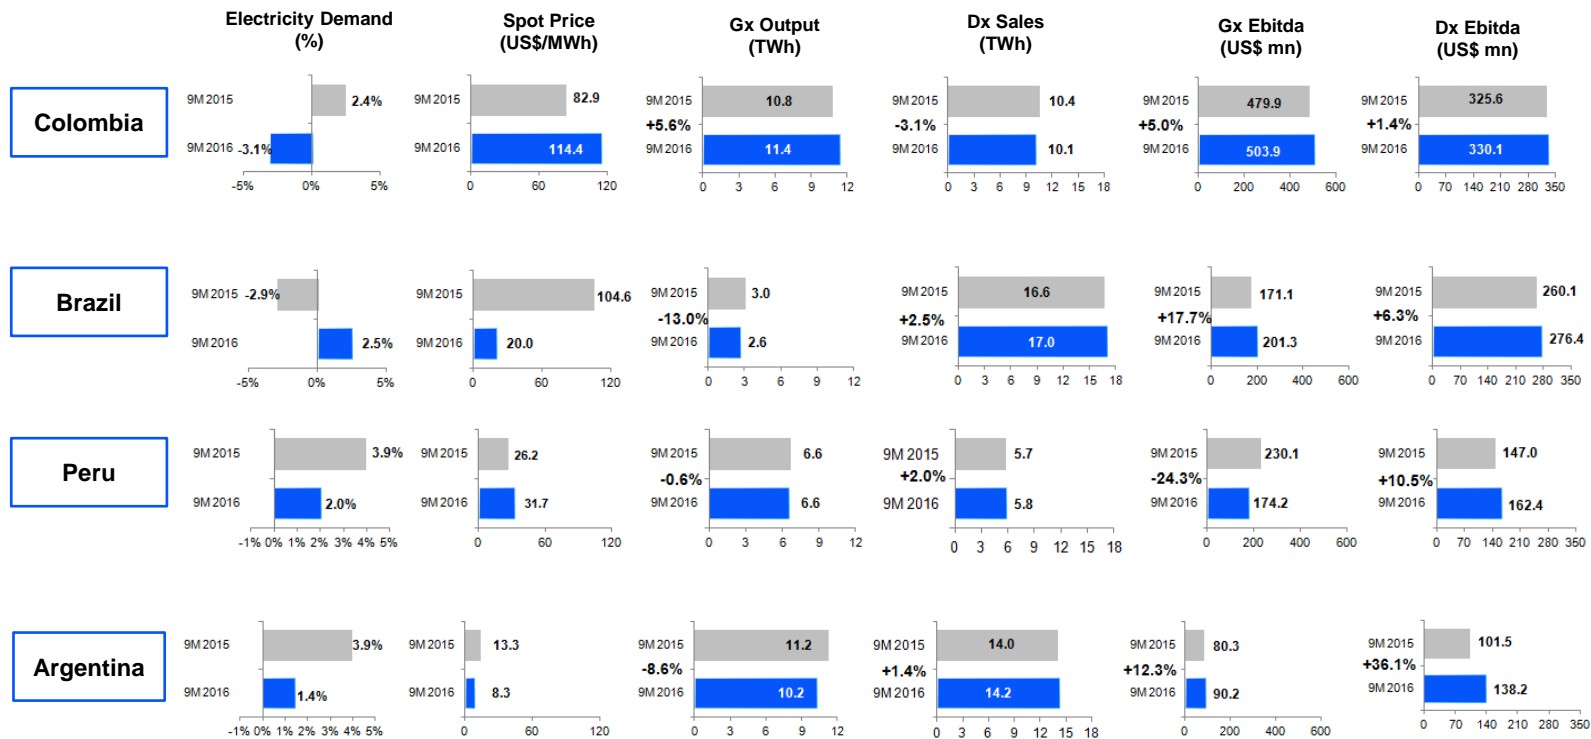 Electricity Demand
(%)
Spot Price
(US$/MWh)
Gx Output
(TWh)
Dx Sales
(TWh)
Gx Ebitda
(US$ mn)
Dx Ebitda
(US$ mn)
Colombia
9M 2015
2.4%
9M 2016
-3.1%
-5% 0% 5%
9M 2015
82.9
9M 2016
114.4
0 60 120
9M 2015
10.8
+5.6%
9M 2016
11.4
0 3 6 9 12
9M 2015
10.4
-3.1%
9M 2016
10.1
0 3 6 9 12 15 18
9M 2015
479.9
+5.0%
9M 2016
503.9
0 200 400 600
9M 2015
325.6
+1.4%
9M 2016
330.1
0 70 140 210 280 350
Brazil
9M 2015
-2.9%
9M 2016
2.5%
-5% 0% 5%
9M 2015
104.6
9M 2016
20.0
0 60 120
9M 2015
3.0
-13.0%
9M 2016
2.6
0 3 6 9 12
9M 2015
16.6
+2.5%
9M 2016
17.0
0 3 6 9 12 15 18
9M 2015
171.1
+17.7%
9M 2016
201.3
0 200 400 600
9M 2015
260.1
+6.3%
9M 2016
276.4
0 70 140 210 280 350
Peru
9M 2015
3.9%
9M 2016
2.0%
-1% 0% 1% 2% 3% 4% 5%
9M 2015
26.2
9M 2016
31.7
0 60 120
9M 2015
6.6
-0.6%
9M 2016
6.6
0 3 6 9 12
9M 2015
5.7
+2.0%
9M 2016
5.8
0 3 6 9 12 15 18
9M 2015
230.1
-24.3%
9M 2016
174.2
0 200 400 600
9M 2015
147.0
+10.5%
9M 2016
162.4
0 70 140 210 280 350
Argentina
9M 2015
3.9%
9M 2016
1.4%
-1% 0% 1% 2% 3% 4% 5%
9M 2015
13.3
9M 2016
8.3
0 60 120
9M 2015
11.2
-8.6%
9M 2016
10.2
0 3 6 9 12
9M 2015
14.0
+1.4%
9M 2016
14.2
0 3 6 9 12 15 18
9M 2015
80.3
+12.3%
9M 2016
90.2
0 200 400 600
9M 2015
101.5
+36.1%
9M 2016
138.2
0 70 140 210 280 350